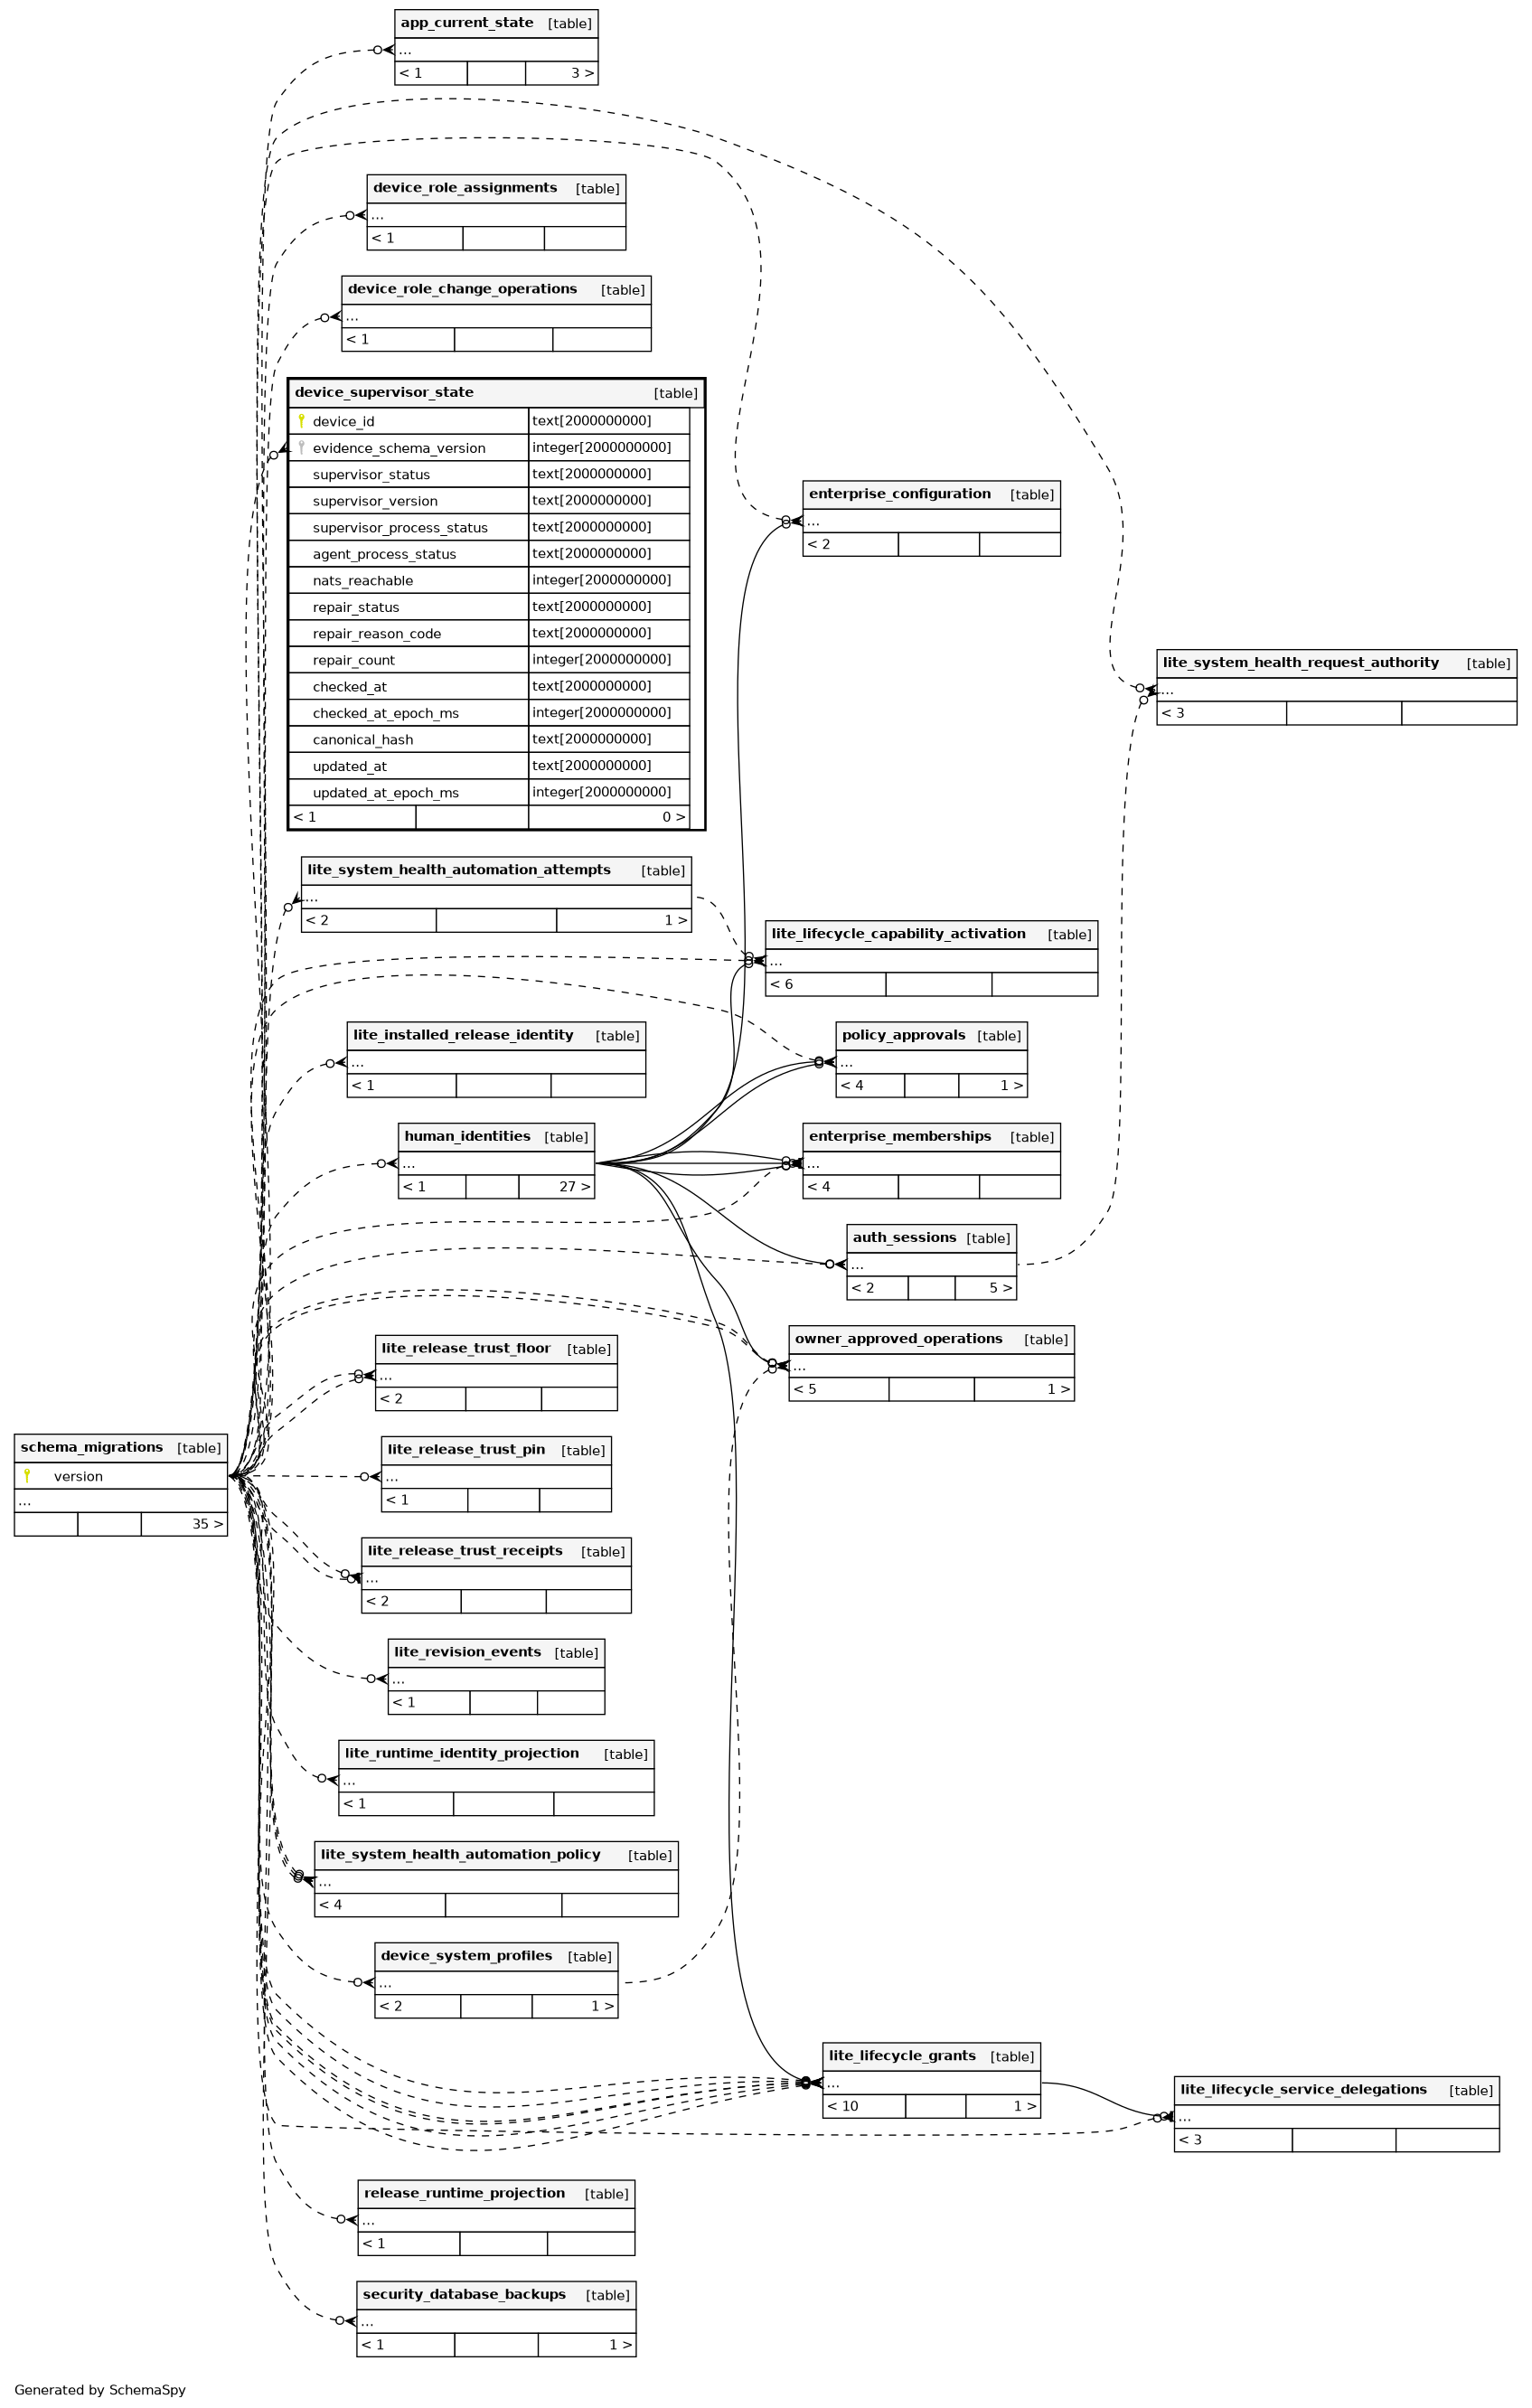 app_current_state [table]
...
< 1 3 >
device_role_assignments [table]
...
< 1
device_role_change_operations [table]
...
< 1
device_supervisor_state [table]
device_id text[2000000000]
evidence_schema_version integer[2000000000]
supervisor_status text[2000000000]
supervisor_version text[2000000000]
supervisor_process_status text[2000000000]
agent_process_status text[2000000000]
nats_reachable integer[2000000000]
repair_status text[2000000000]
repair_reason_code text[2000000000]
repair_count integer[2000000000]
checked_at text[2000000000]
checked_at_epoch_ms integer[2000000000]
canonical_hash text[2000000000]
updated_at text[2000000000]
updated_at_epoch_ms integer[2000000000]
< 1 0 >
enterprise_configuration [table]
...
< 2
lite_system_health_request_authority [table]
...
< 3
lite_system_health_automation_attempts [table]
...
< 2 1 >
lite_lifecycle_capability_activation [table]
...
< 6
lite_installed_release_identity [table]
...
< 1
policy_approvals [table]
...
< 4 1 >
human_identities [table]
...
< 1 27 >
enterprise_memberships [table]
...
< 4
auth_sessions [table]
...
< 2 5 >
owner_approved_operations [table]
...
< 5 1 >
lite_release_trust_floor [table]
...
< 2
schema_migrations [table]
version
...
35 >
lite_release_trust_pin [table]
...
< 1
lite_release_trust_receipts [table]
...
< 2
lite_revision_events [table]
...
< 1
lite_runtime_identity_projection [table]
...
< 1
lite_system_health_automation_policy [table]
...
< 4
device_system_profiles [table]
...
< 2 1 >
lite_lifecycle_grants [table]
...
< 10 1 >
lite_lifecycle_service_delegations [table]
...
< 3
release_runtime_projection [table]
...
< 1
security_database_backups [table]
...
< 1 1 >
Generated by SchemaSpy